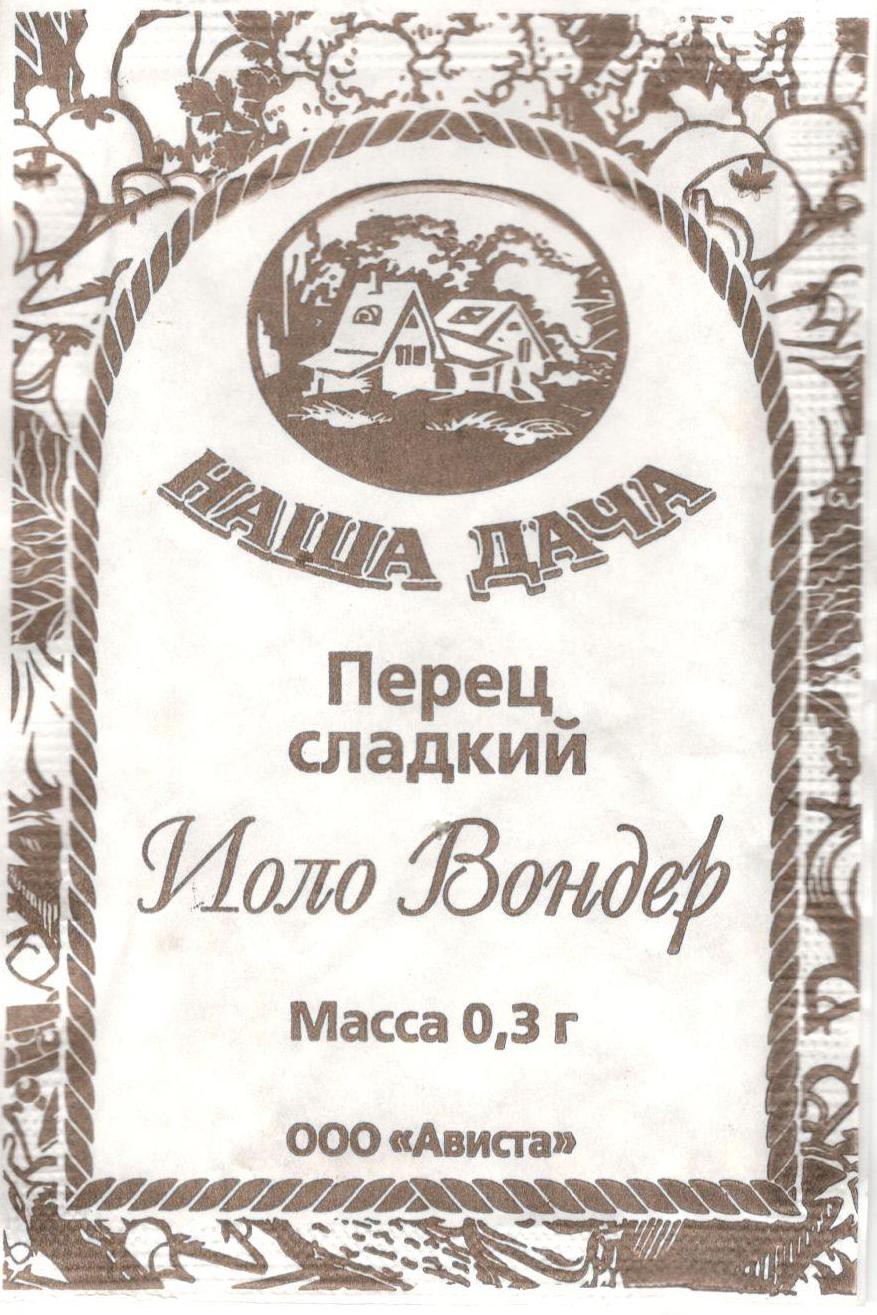 НАША ДАЧА
Перец
сладкий
Иоло Вондер
Масса 0,3 г
ООО «Ависта»